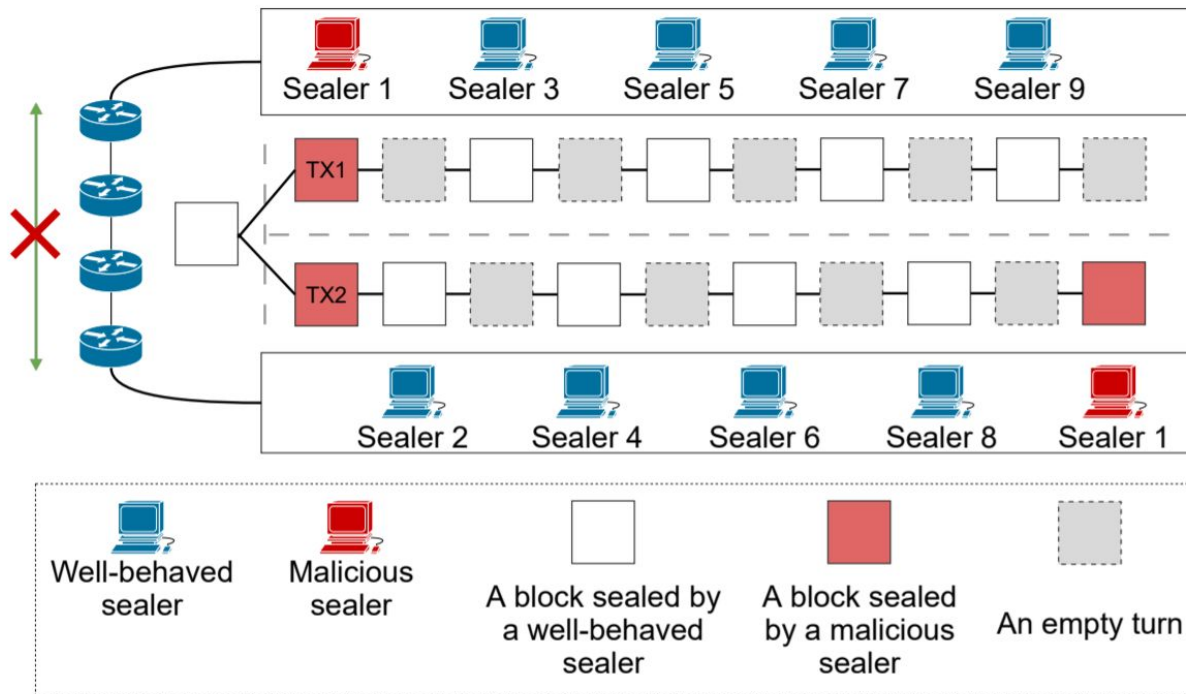 Sealer 1
Sealer 3
Sealer 5
Sealer 7
Sealer 9
TX1
TX2
Sealer 2
Sealer 4
Sealer 6
Sealer 8
Sealer 1
Well-behaved
sealer
Malicious
sealer
A block sealed by
a well-behaved
sealer
A block sealed
by a malicious
sealer
An empty turn